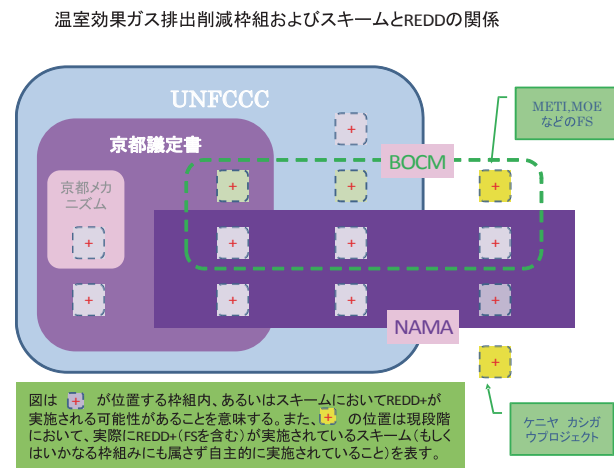 温室効果ガス排出削減枠組およびスキームとREDDの関係
UNFCCC
京都議定書
京都メカ
ニズム
BOCM
METI,MOE
などのFS
NAMA
図は + が位置する枠組内、あるいはスキームにおいてREDD+が
実施される可能性があることを意味する。また、+ の位置は現段階
において、実際にREDD+(FSを含む)が実施されているスキーム(もしく
はいかなる枠組みにも属さず自主的に実施されていること)を表す。
ケニヤ カシガ
ウプロジェクト